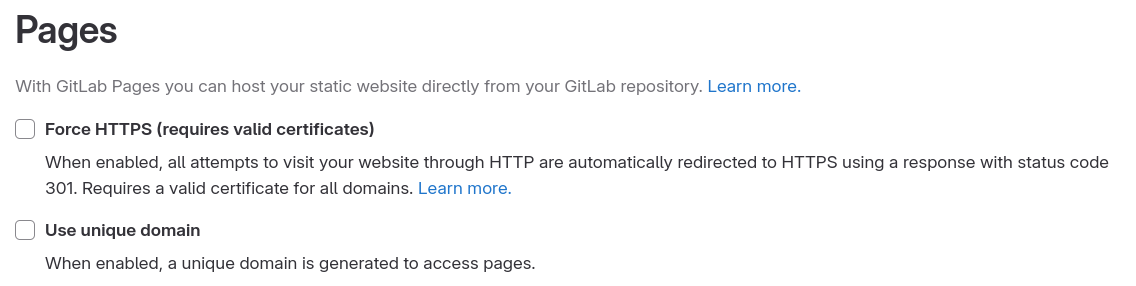 Pages
With GitLab Pages you can host your static website directly from your GitLab repository. Learn more.
Force HTTPS (requires valid certificates)
When enabled, all attempts to visit your website through HTTP are automatically redirected to HTTPS using a response with status code
301. Requires a valid certificate for all domains. Learn more.
Use unique domain
When enabled, a unique domain is generated to access pages.